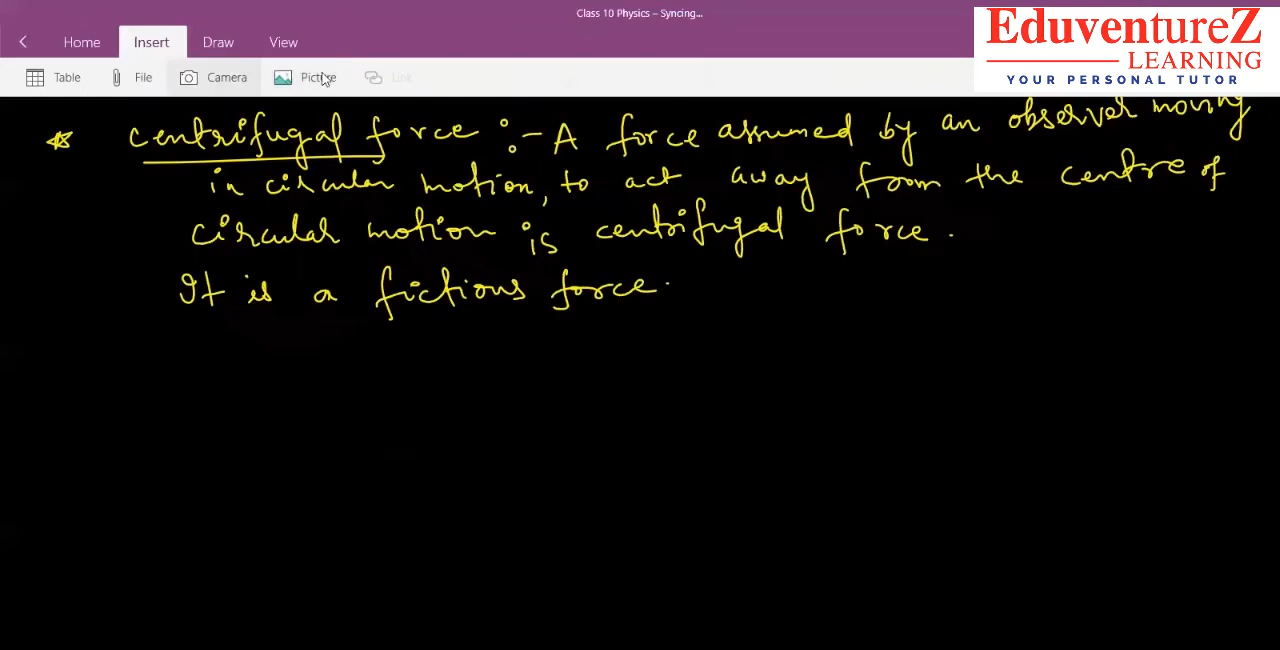 Class 10 Physics – Syncing...
EduventureZ
LEARNING
YOUR PERSONAL TUTOR
Home Insert Draw View
Table File Camera Picture Link
centrifugal force :- A force assumed by an observer moving
in circular motion, to act away from the centre of
circular motion is centrifugal force.
It is a fictious force.